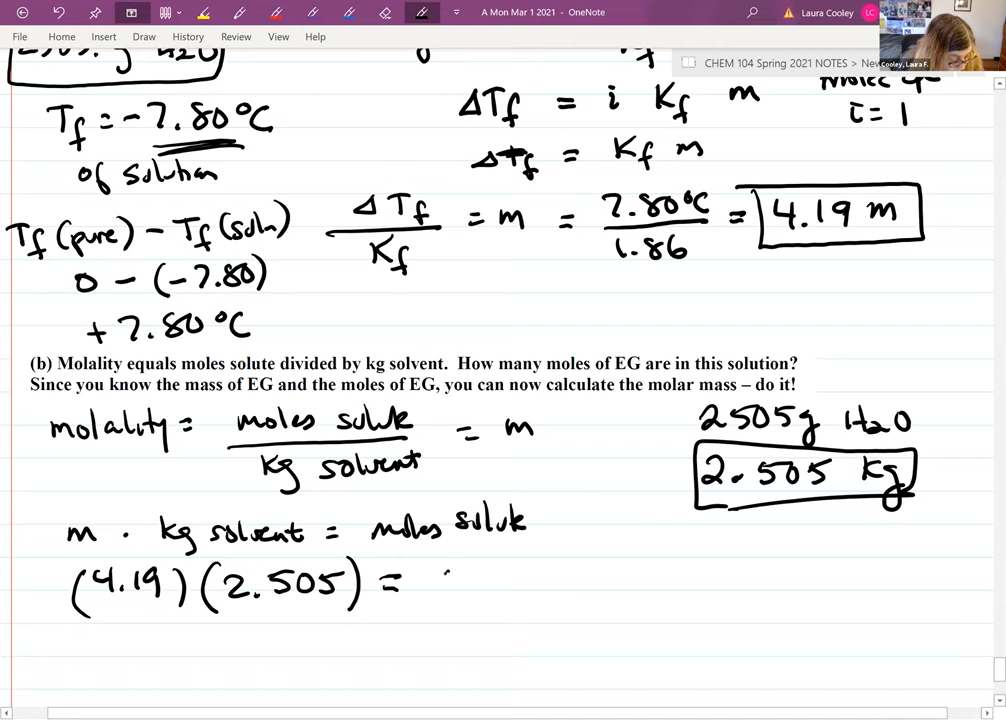 A Mon Mar 1 2021 - OneNote
Laura Cooley LC
File Home Insert Draw History Review View Help
Cooley, Laura F.
CHEM 104 Spring 2021 NOTES > New
2505. g H2O
Tf = -7.80°C
of solution
ΔTf = i Kf m
i = 1
ΔTf = Kf m
Tf (pure) - Tf (soln)
0 - (-7.80)
+ 7.80°C
ΔTf / Kf = m = 7.80°C / 1.86 = 4.19 m
(b) Molality equals moles solute divided by kg solvent. How many moles of EG are in this solution?
Since you know the mass of EG and the moles of EG, you can now calculate the molar mass – do it!
molality = moles solute / kg solvent = m
2505g H2O
2.505 kg
m · kg solvent = moles solute
(4.19) (2.505) =